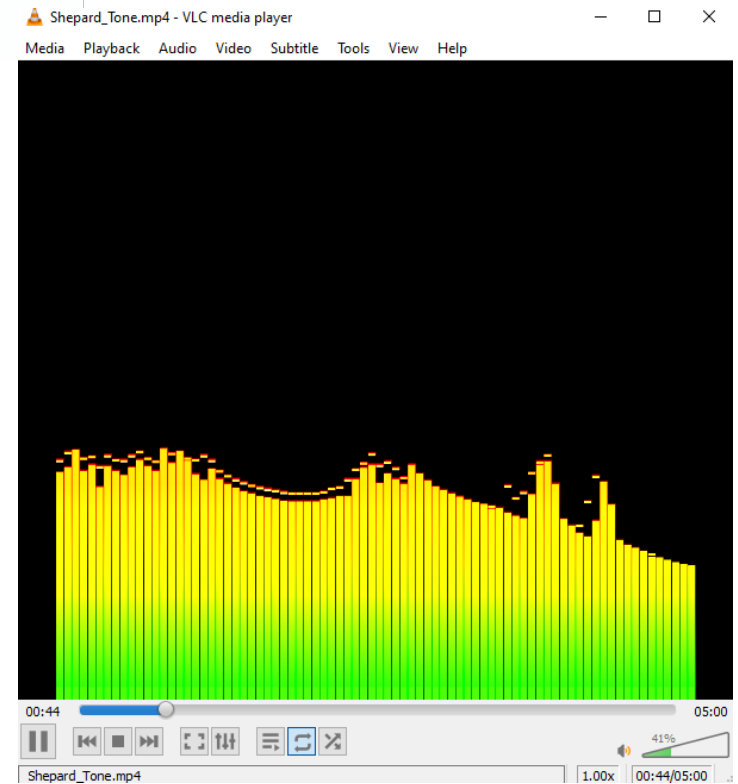 Shepard_Tone.mp4 - VLC media player
Media Playback Audio Video Subtitle Tools View Help
00:44 05:00
41%
Shepard_Tone.mp4 1.00x 00:44/05:00